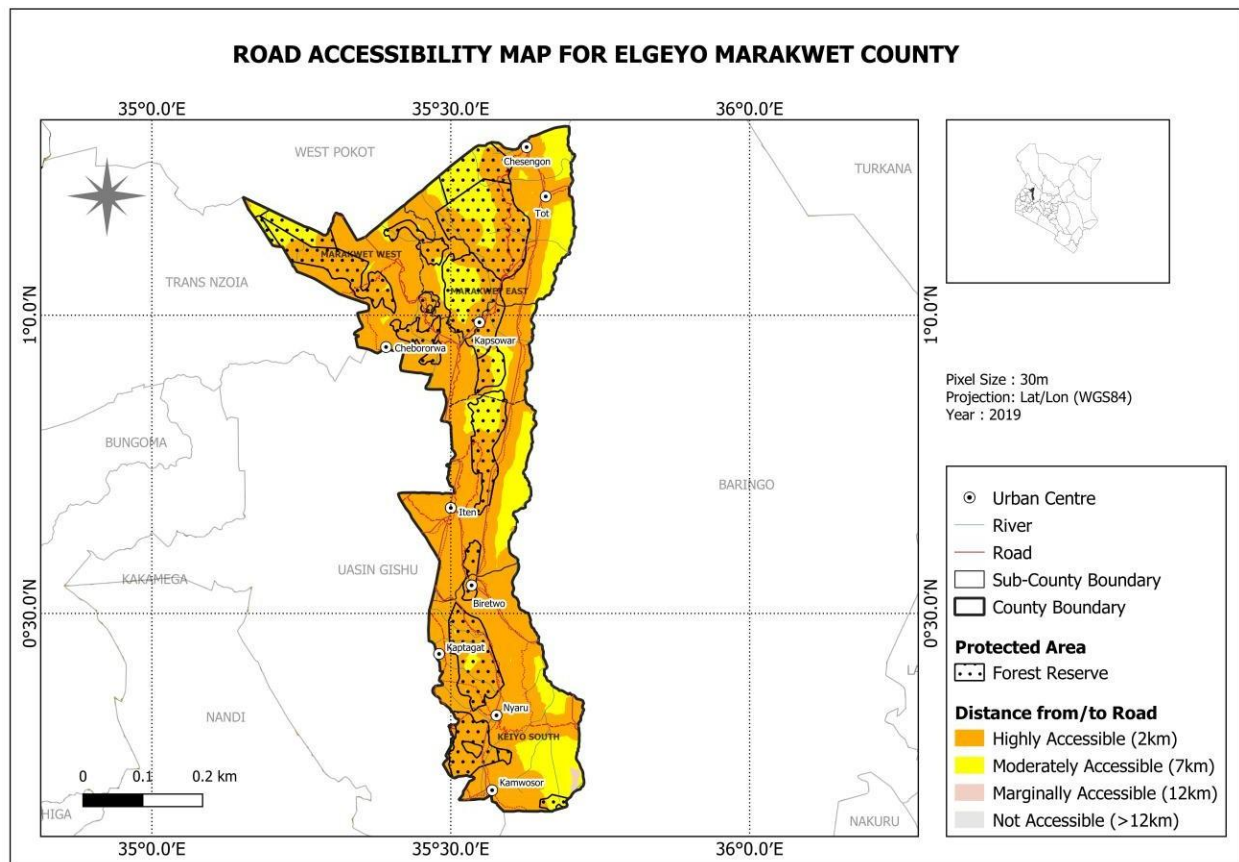 ROAD ACCESSIBILITY MAP FOR ELGEYO MARAKWET COUNTY
35°0.0′E 35°30.0′E 36°0.0′E
WEST POKOT
TURKANA
Chesengon
Tot
MARAKWET WEST
TRANS NZOIA
MARAKWET EAST
1°0.0′N
1°0.0′N
Kapsowar
Chebororwa
Pixel Size : 30m
Projection: Lat/Lon (WGS84)
Year : 2019
BUNGOMA
BARINGO
Iten
UASIN GISHU
KAKAMEGA
Biretwo
0°30.0′N
0°30.0′N
Kaptagat
LA
NANDI
Nyaru
KEIYO SOUTH
Kamwosor
0 0.1 0.2 km
HIGA
NAKURU
35°0.0′E 35°30.0′E 36°0.0′E
Urban Centre
River
Road
Sub-County Boundary
County Boundary
Protected Area
Forest Reserve
Distance from/to Road
Highly Accessible (2km)
Moderately Accessible (7km)
Marginally Accessible (12km)
Not Accessible (>12km)